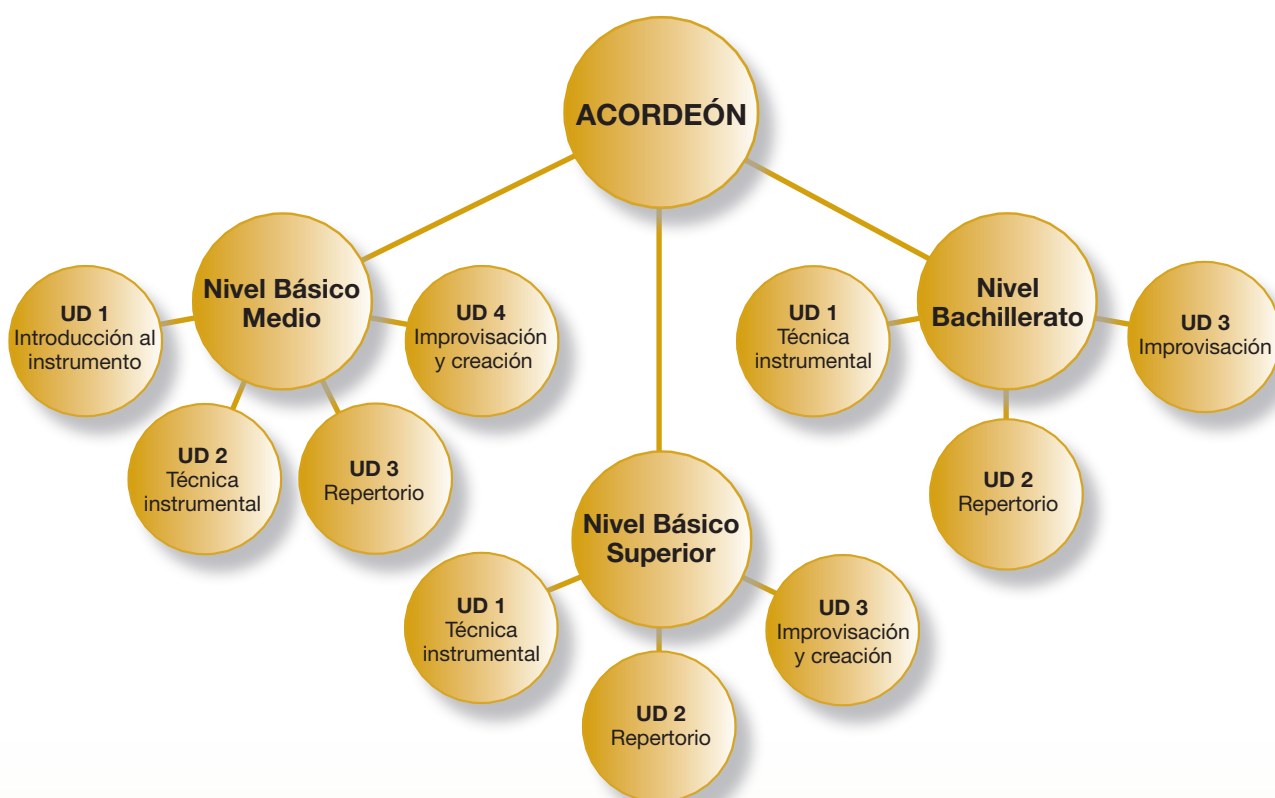 ACORDEÓN
Nivel Básico
Medio
UD 1
Introducción al
instrumento
UD 2
Técnica
instrumental
UD 3
Repertorio
UD 4
Improvisación
y creación
Nivel Básico
Superior
UD 1
Técnica
instrumental
UD 2
Repertorio
UD 3
Improvisación
y creación
Nivel
Bachillerato
UD 1
Técnica
instrumental
UD 2
Repertorio
UD 3
Improvisación